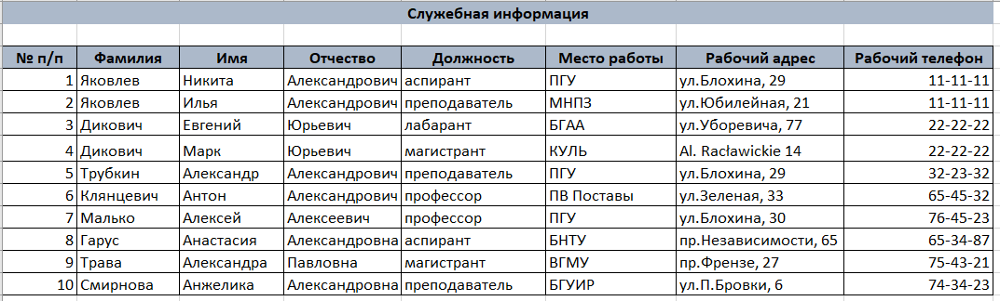 Служебная информация
№ п/п Фамилия Имя Отчество Должность Место работы Рабочий адрес Рабочий телефон
1 Яковлев Никита Александрович аспирант ПГУ ул.Блохина, 29 11-11-11
2 Яковлев Илья Александрович преподаватель МНПЗ ул.Юбилейная, 21 11-11-11
3 Дикович Евгений Юрьевич лабарант БГАА ул.Уборевича, 77 22-22-22
4 Дикович Марк Юрьевич магистрант КУЛЬ Al. Racławickie 14 22-22-22
5 Трубкин Александр Александрович преподаватель ПГУ ул.Блохина, 29 32-23-32
6 Клянцевич Антон Александрович профессор ПВ Поставы ул.Зеленая, 33 65-45-32
7 Малько Алексей Алексеевич профессор ПГУ ул.Блохина, 30 76-45-23
8 Гарус Анастасия Александровна аспирант БНТУ пр.Независимости, 65 65-34-87
9 Трава Александра Павловна магистрант ВГМУ пр.Френзе, 27 75-43-21
10 Смирнова Анжелика Александровна преподаватель БГУИР ул.П.Бровки, 6 74-34-23